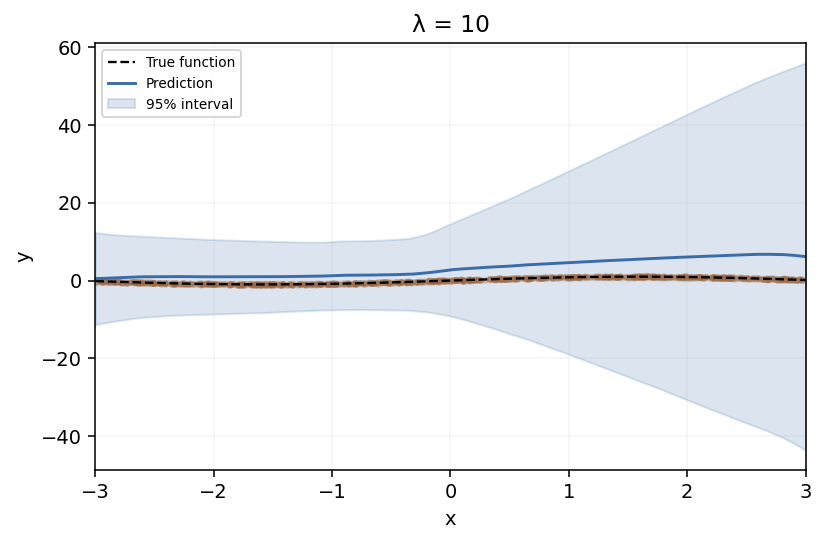 λ = 10
60
40
20
0
−20
−40
y
True function
Prediction
95% interval
−3 −2 −1 0 1 2 3
x